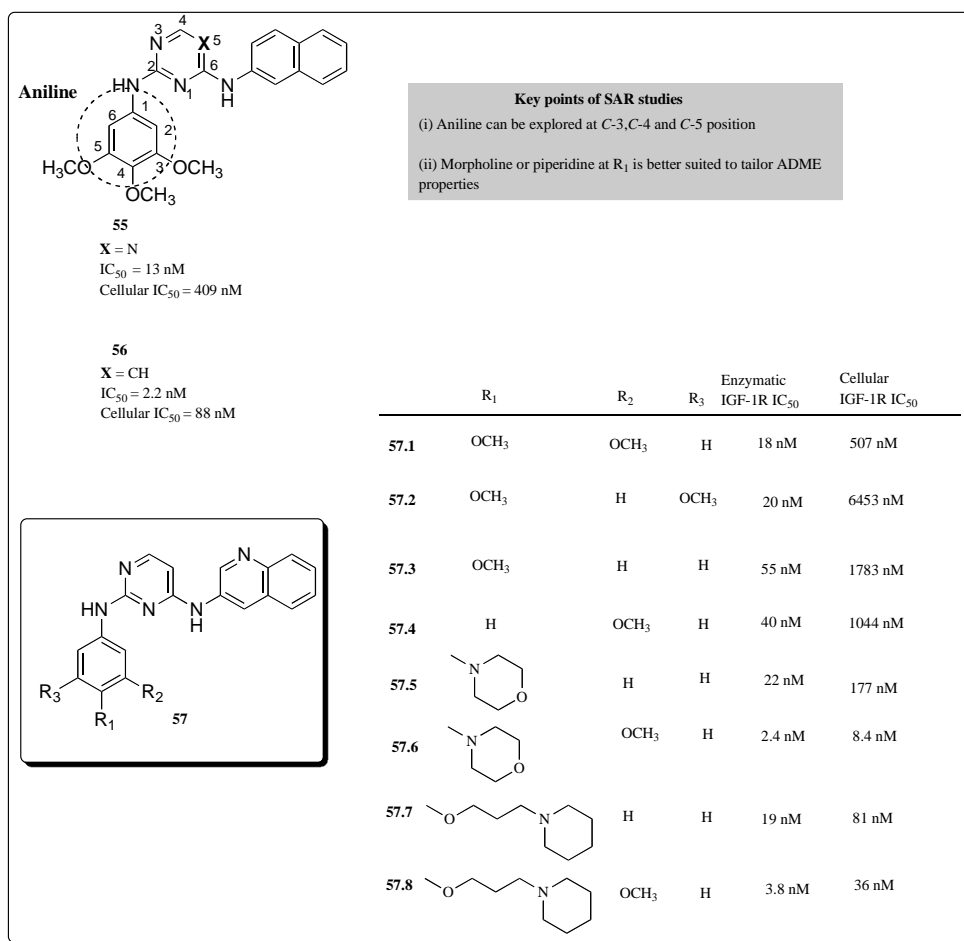 N
3
4
X
5
6
2
N
1
HN
N
H
Aniline
1
6
2
5
3
4
H3CO
OCH3
OCH3
55
X = N
IC50 = 13 nM
Cellular IC50 = 409 nM
56
X = CH
IC50 = 2.2 nM
Cellular IC50 = 88 nM
Key points of SAR studies
(i) Aniline can be explored at C-3,C-4 and C-5 position
(ii) Morpholine or piperidine at R1 is better suited to tailor ADME
properties
N
N
N
HN
N
H
R3
R2
R1
57
R1 R2 R3 Enzymatic IGF-1R IC50 Cellular IGF-1R IC50
57.1 OCH3 OCH3 H 18 nM 507 nM
57.2 OCH3 H OCH3 20 nM 6453 nM
57.3 OCH3 H H 55 nM 1783 nM
57.4 H OCH3 H 40 nM 1044 nM
57.5 N O H H 22 nM 177 nM
57.6 N O OCH3 H 2.4 nM 8.4 nM
57.7 O N H H 19 nM 81 nM
57.8 O N OCH3 H 3.8 nM 36 nM